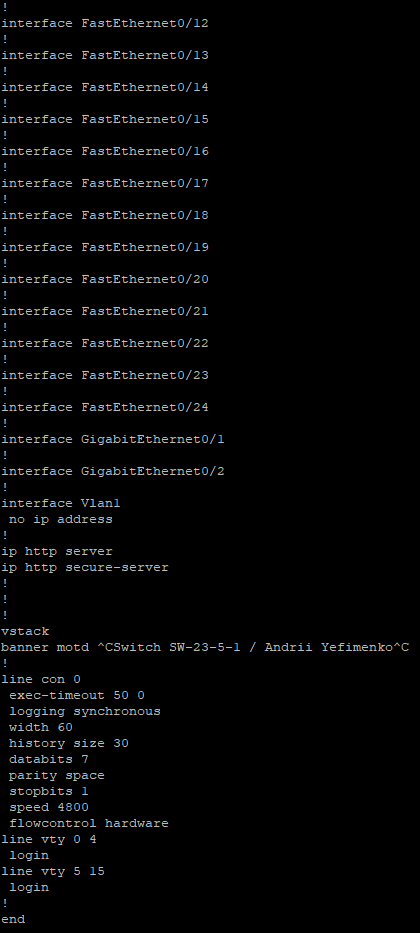 !
interface FastEthernet0/12
!
interface FastEthernet0/13
!
interface FastEthernet0/14
!
interface FastEthernet0/15
!
interface FastEthernet0/16
!
interface FastEthernet0/17
!
interface FastEthernet0/18
!
interface FastEthernet0/19
!
interface FastEthernet0/20
!
interface FastEthernet0/21
!
interface FastEthernet0/22
!
interface FastEthernet0/23
!
interface FastEthernet0/24
!
interface GigabitEthernet0/1
!
interface GigabitEthernet0/2
!
interface Vlan1
 no ip address
!
ip http server
ip http secure-server
!
!
!
vstack
banner motd ^CSwitch SW-23-5-1 / Andrii Yefimenko^C
!
line con 0
 exec-timeout 50 0
 logging synchronous
 width 60
 history size 30
 databits 7
 parity space
 stopbits 1
 speed 4800
 flowcontrol hardware
line vty 0 4
 login
line vty 5 15
 login
!
end